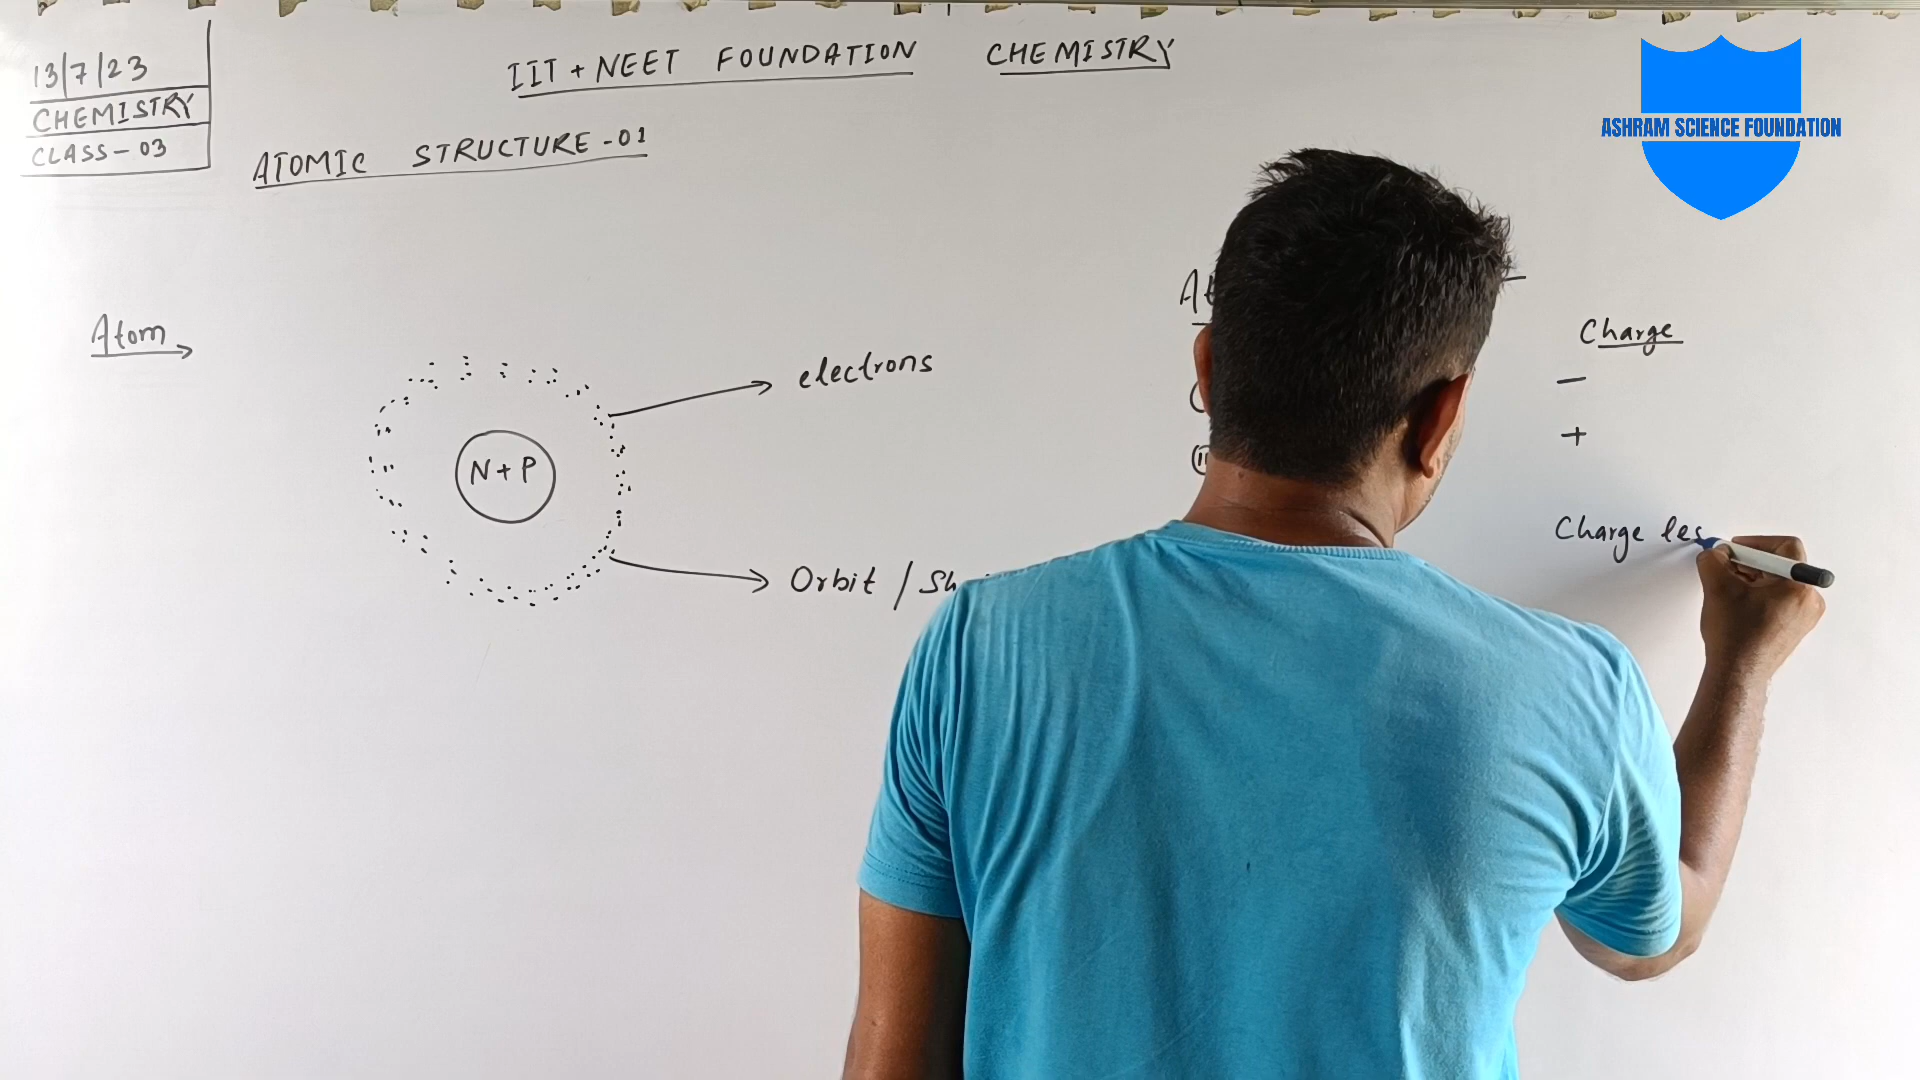 13/7/23
CHEMISTRY
CLASS-03
IIT + NEET FOUNDATION CHEMISTRY
ATOMIC STRUCTURE-01
ASHRAM SCIENCE FOUNDATION
Atom
electrons
N+P
Orbit /
Charge
-
+
Charge les